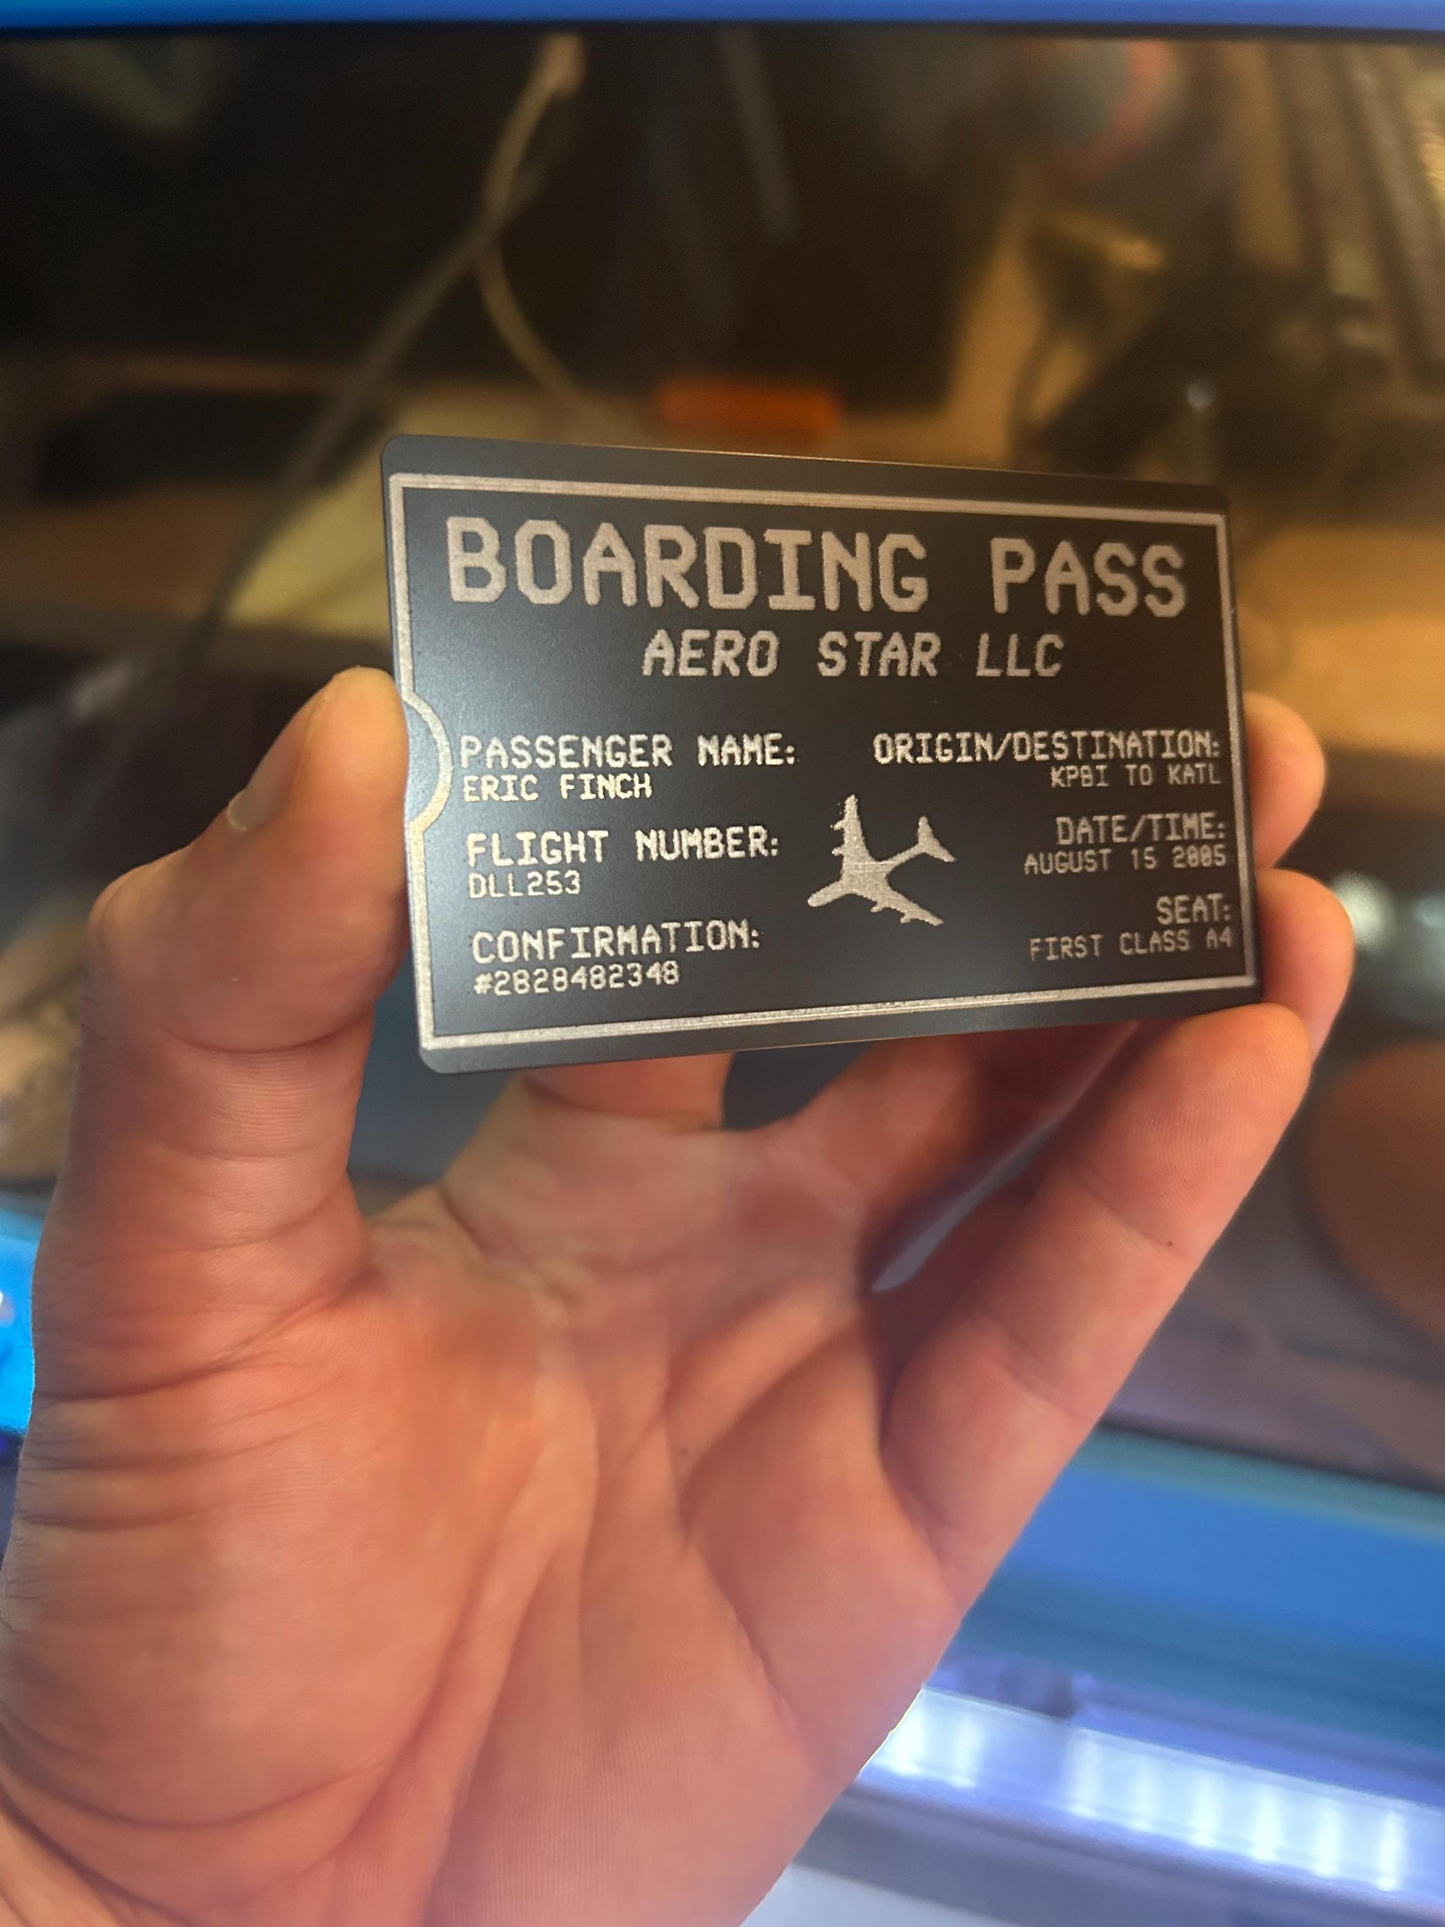 BOARDING PASS
AERO STAR LLC
PASSENGER NAME:
ERIC FINCH
FLIGHT NUMBER:
DLL253
CONFIRMATION:
#2828482348
ORIGIN/DESTINATION:
KPBI TO KATL
DATE/TIME:
AUGUST 15 2005
SEAT:
FIRST CLASS A4